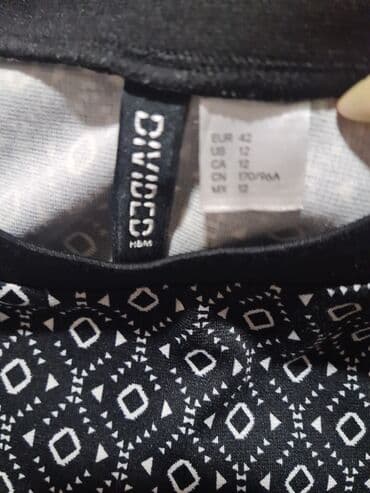 DIVIDED
H&M
EUR 42
US 12
CA 12
CN 170/96A
MX 12